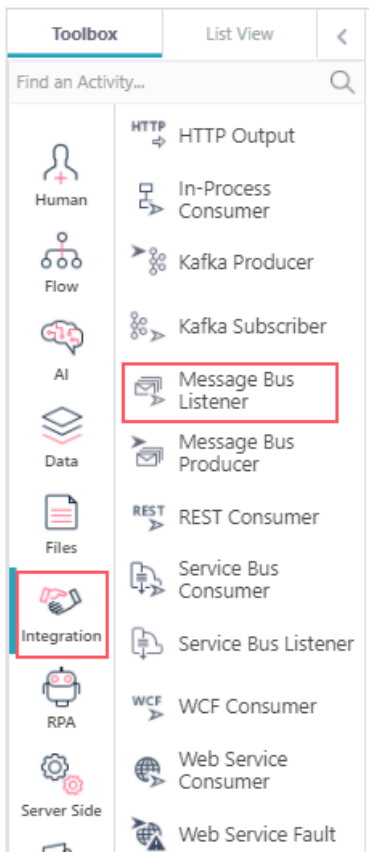 Toolbox
List View
Find an Activity...
Human
Flow
AI
Data
Files
Integration
RPA
Server Side
HTTP
HTTP Output
In-Process
Consumer
Kafka Producer
Kafka Subscriber
Message Bus
Listener
Message Bus
Producer
REST
REST Consumer
Service Bus
Consumer
Service Bus Listener
WCF
WCF Consumer
Web Service
Consumer
Web Service Fault